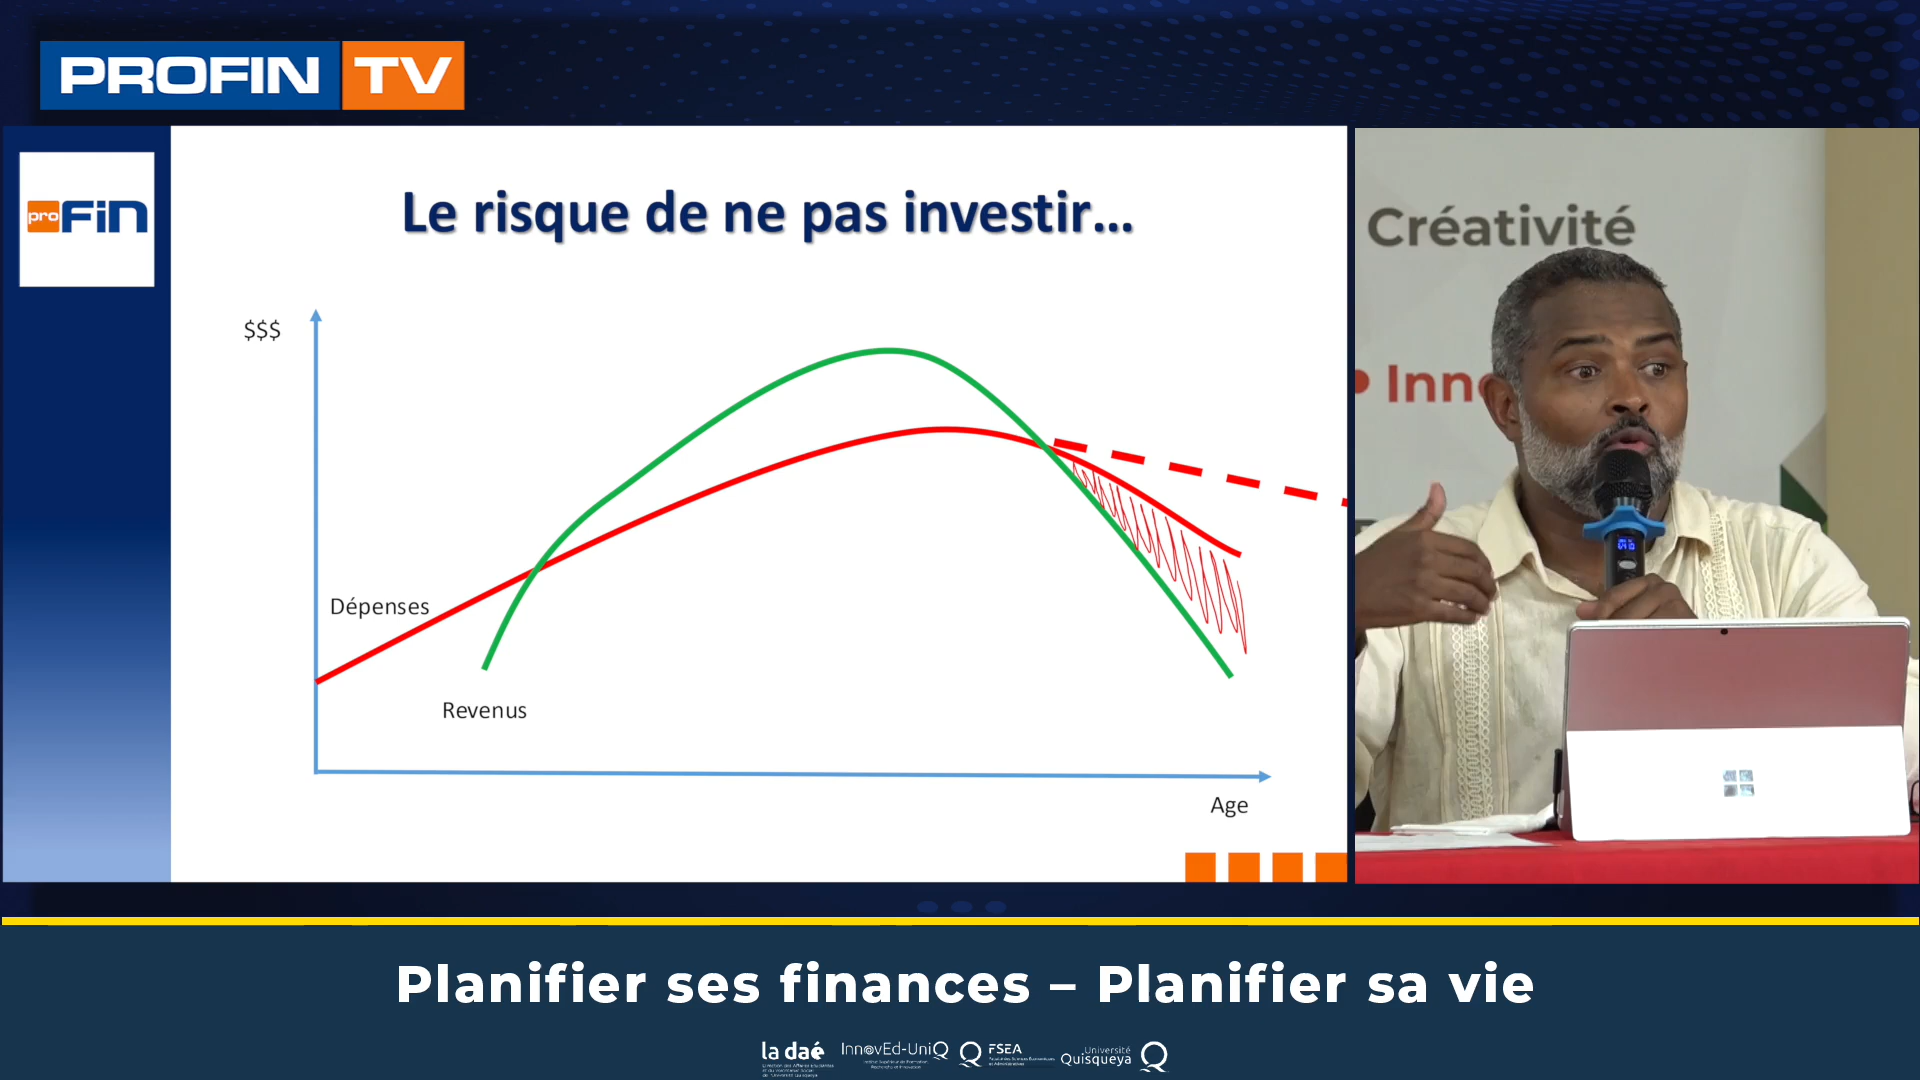 PROFIN TV
proFin
Le risque de ne pas investir...
$$$
Dépenses
Revenus
Age
Créativité
• Inno
Planifier ses finances – Planifier sa vie
la daé
InnovEd-UniQ
FSEA
Université
Quisqueya